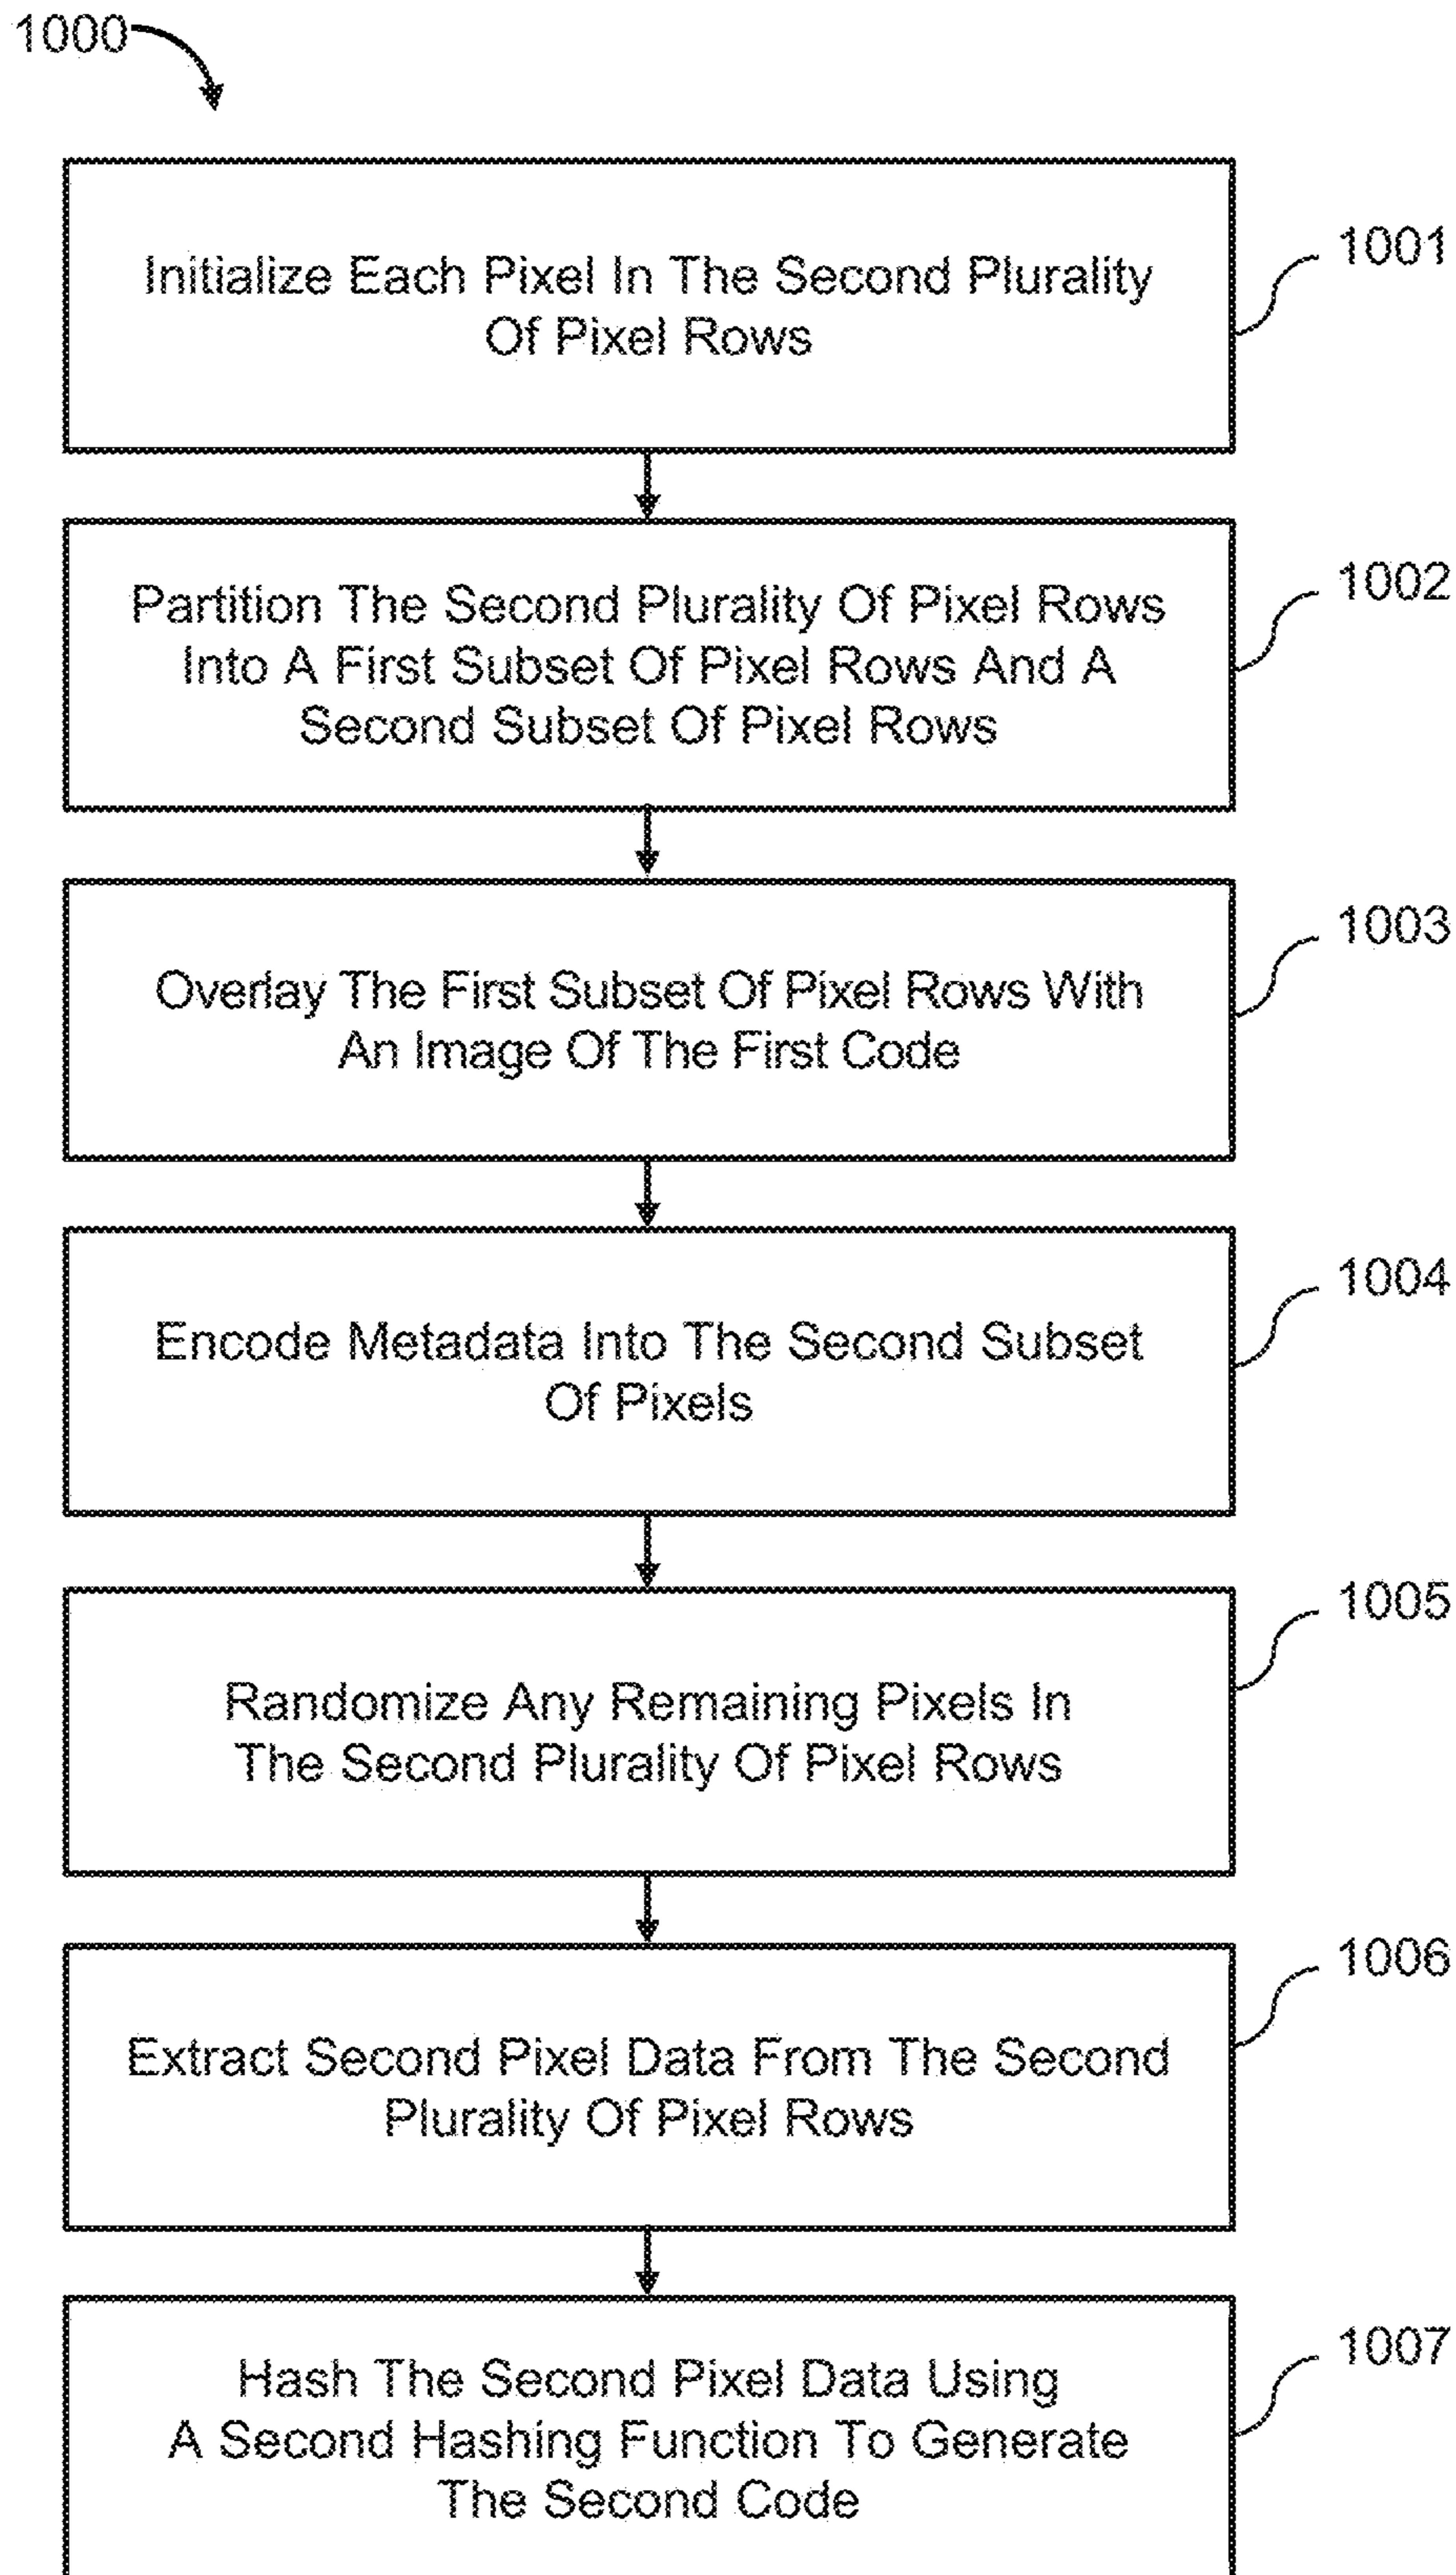 1000
Initialize Each Pixel In The Second Plurality
Of Pixel Rows
1001
Partition The Second Plurality Of Pixel Rows
Into A First Subset Of Pixel Rows And A
Second Subset Of Pixel Rows
1002
Overlay The First Subset Of Pixel Rows With
An Image Of The First Code
1003
Encode Metadata Into The Second Subset
Of Pixels
1004
Randomize Any Remaining Pixels In
The Second Plurality Of Pixel Rows
1005
Extract Second Pixel Data From The Second
Plurality Of Pixel Rows
1006
Hash The Second Pixel Data Using
A Second Hashing Function To Generate
The Second Code
1007